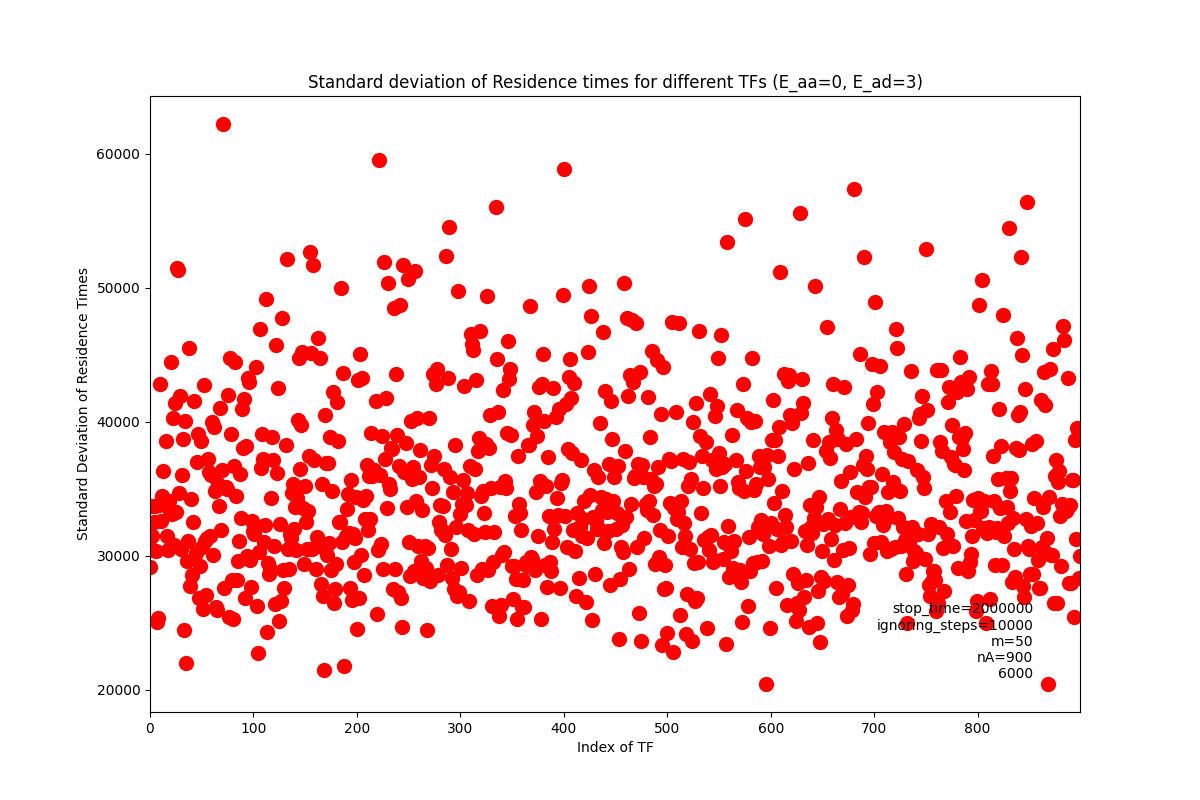 Standard deviation of Residence times for different TFs (E_aa=0, E_ad=3)
Standard Deviation of Residence Times
60000
50000
40000
30000
20000
stop_time=2000000
ignoring_steps=10000
m=50
nA=900
6000
0 100 200 300 400 500 600 700 800
Index of TF